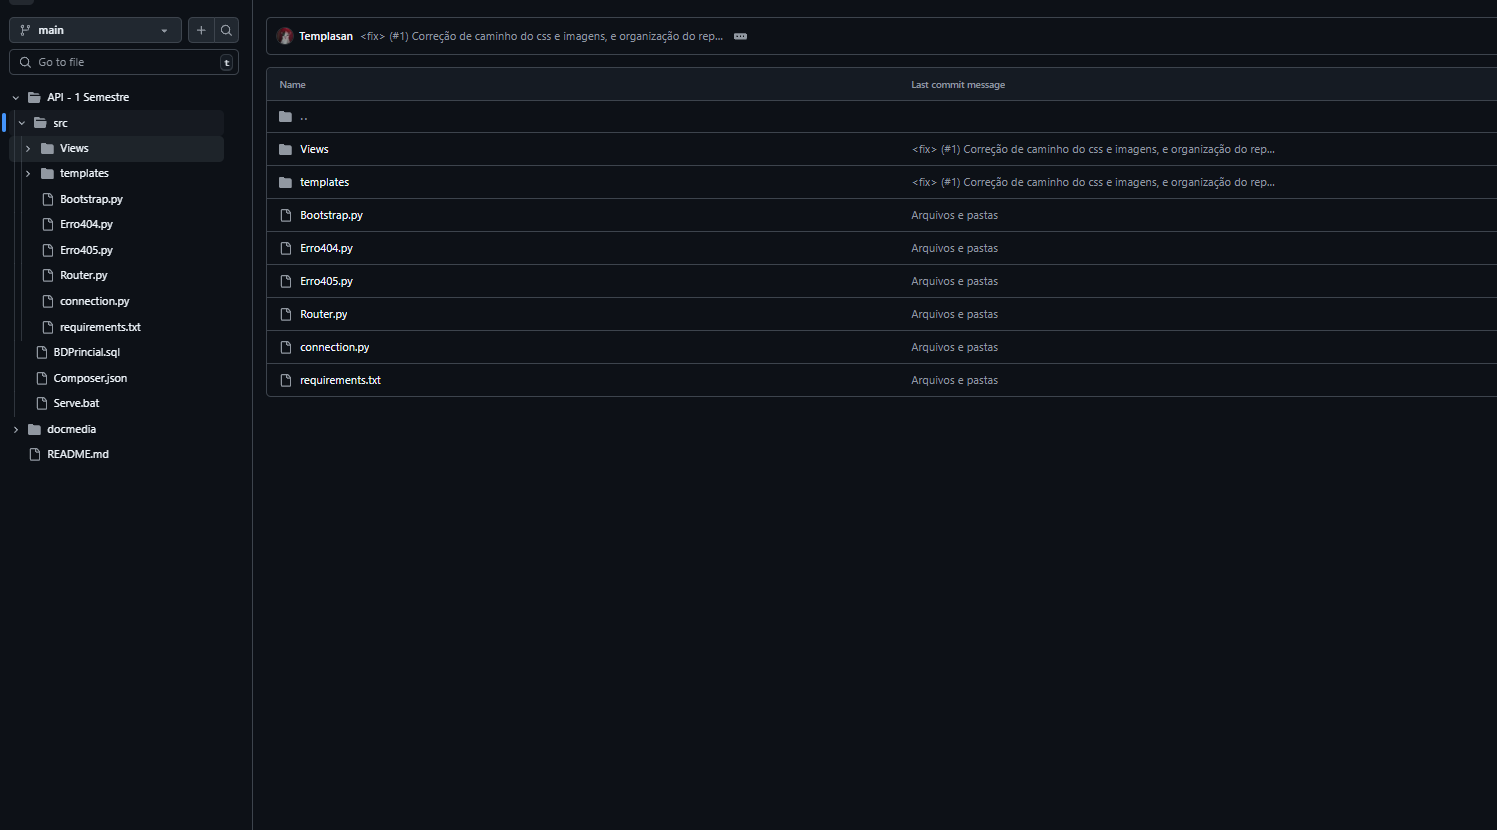 main
Go to file
t
API - 1 Semestre
src
Views
templates
Bootstrap.py
Erro404.py
Erro405.py
Router.py
connection.py
requirements.txt
BDPrincial.sql
Composer.json
Serve.bat
docmedia
README.md
Templasan <fix> (#1) Correção de caminho do css e imagens, e organização do rep...
Name Last commit message
..
Views <fix> (#1) Correção de caminho do css e imagens, e organização do rep...
templates <fix> (#1) Correção de caminho do css e imagens, e organização do rep...
Bootstrap.py Arquivos e pastas
Erro404.py Arquivos e pastas
Erro405.py Arquivos e pastas
Router.py Arquivos e pastas
connection.py Arquivos e pastas
requirements.txt Arquivos e pastas